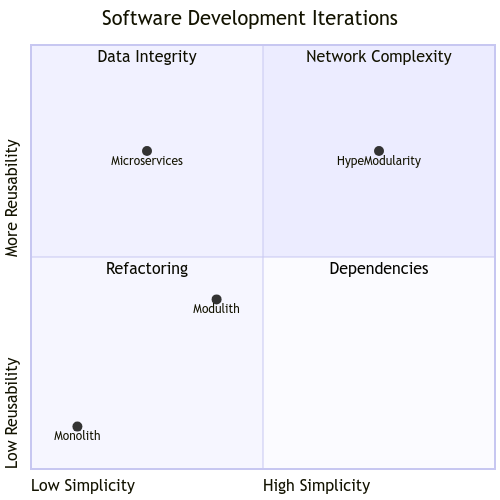 Software Development Iterations
Data Integrity
Network Complexity
Microservices
HypeModularity
More Reusability
Refactoring
Dependencies
Modulith
Monolith
Low Reusability
Low Simplicity
High Simplicity